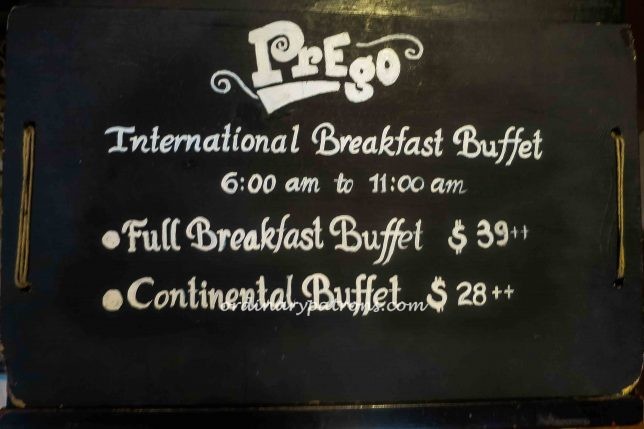 PrEgo
International Breakfast Buffet
6:00 am to 11:00 am
•Full Breakfast Buffet $ 39++
•Continental Buffet $ 28++
ordinarypatrons.com